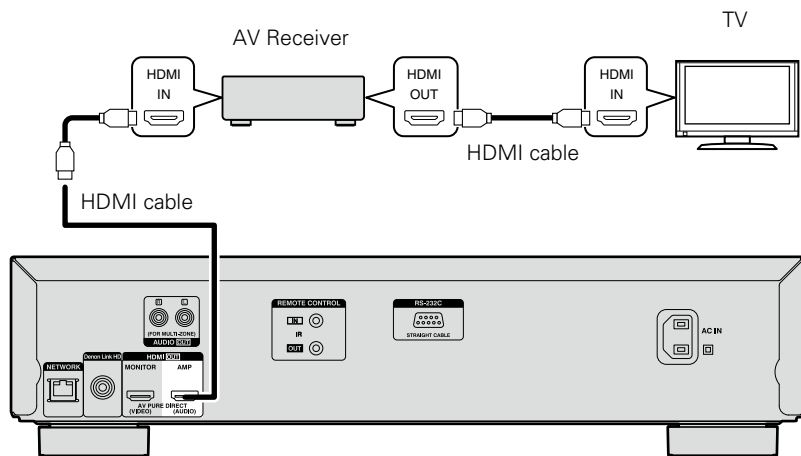 TV
AV Receiver
HDMI
IN
HDMI
OUT
HDMI
IN
HDMI cable
HDMI cable
R L
(FOR MULTI-ZONE)
AUDIO OUT
REMOTE CONTROL
IN
IR
OUT
RS-232C
STRAIGHT CABLE
AC IN
NETWORK
Denon Link HD
HDMI OUT
MONITOR AMP
AV PURE DIRECT
(VIDEO) (AUDIO)